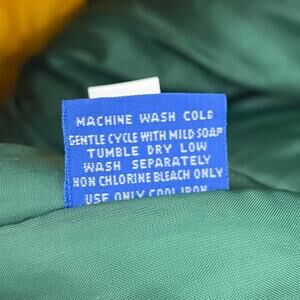 MACHINE WASH COLD
GENTLE CYCLE WITH MILD SOAP
TUMBLE DRY LOW
WASH SEPARATELY
NON CHLORINE BLEACH ONLY
USE ONLY COOL IRON